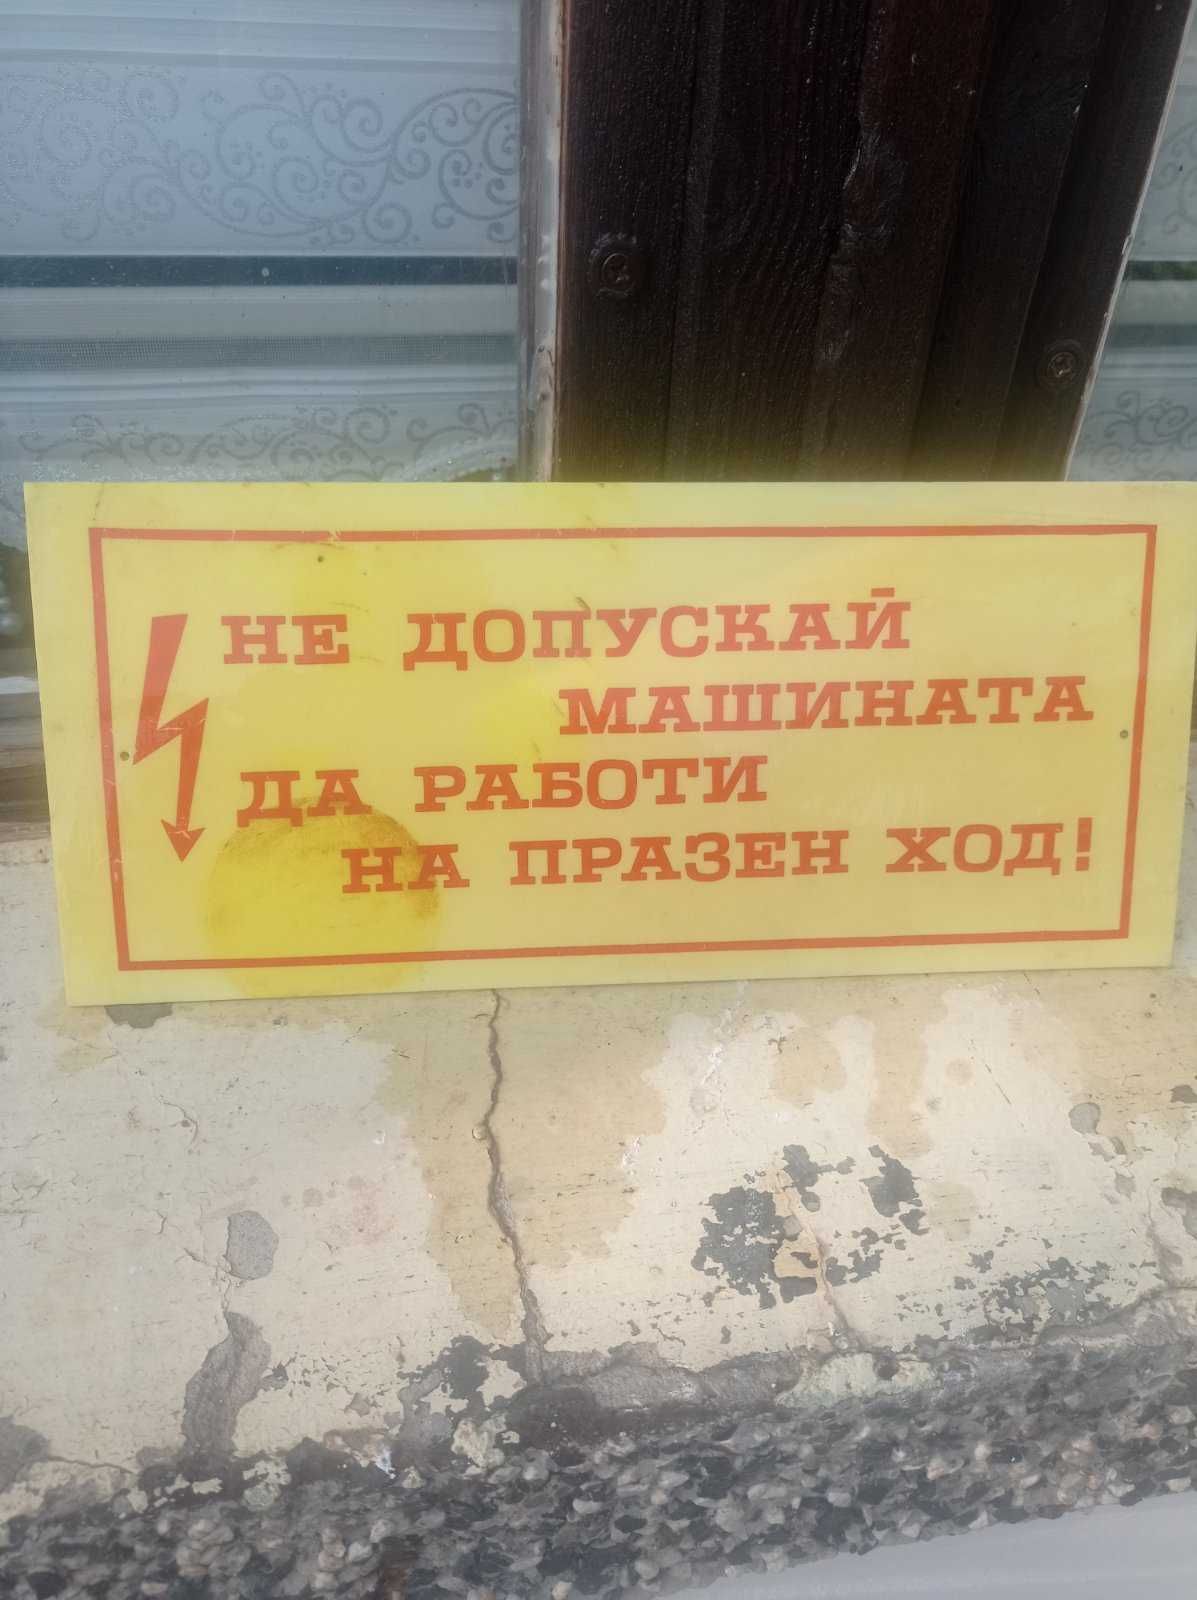 НЕ ДОПУСКАЙ
МАШИНАТА
ДА РАБОТИ
НА ПРАЗЕН ХОД!